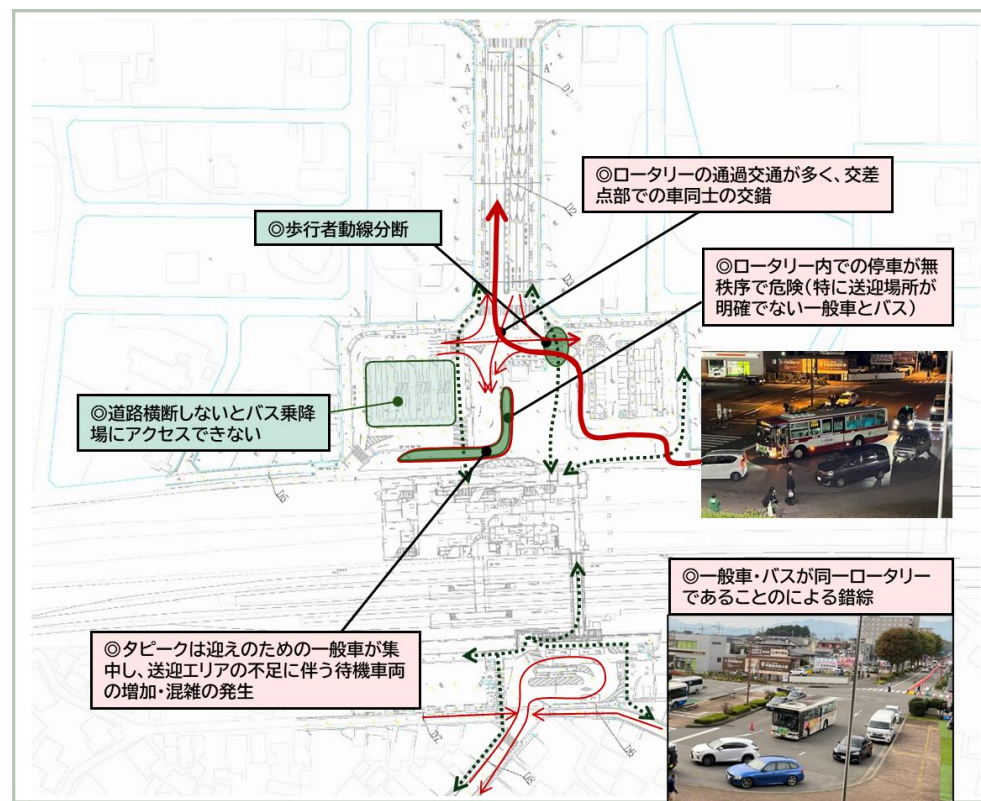 A
A'
D1
◎ロータリーの通過交通が多く、交差
点部での車同士の交錯
D2
◎歩行者動線分断
◎ロータリー内での停車が無
秩序で危険(特に送迎場所が
明確でない一般車とバス)
D3
◎道路横断しないとバス乗降
場にアクセスできない
D5
◎一般車・バスが同一ロータリー
であることのによる錯綜
◎タピークは迎えのための一般車が集
中し、送迎エリアの不足に伴う待機車両
の増加・混雑の発生
D7
D6
D8